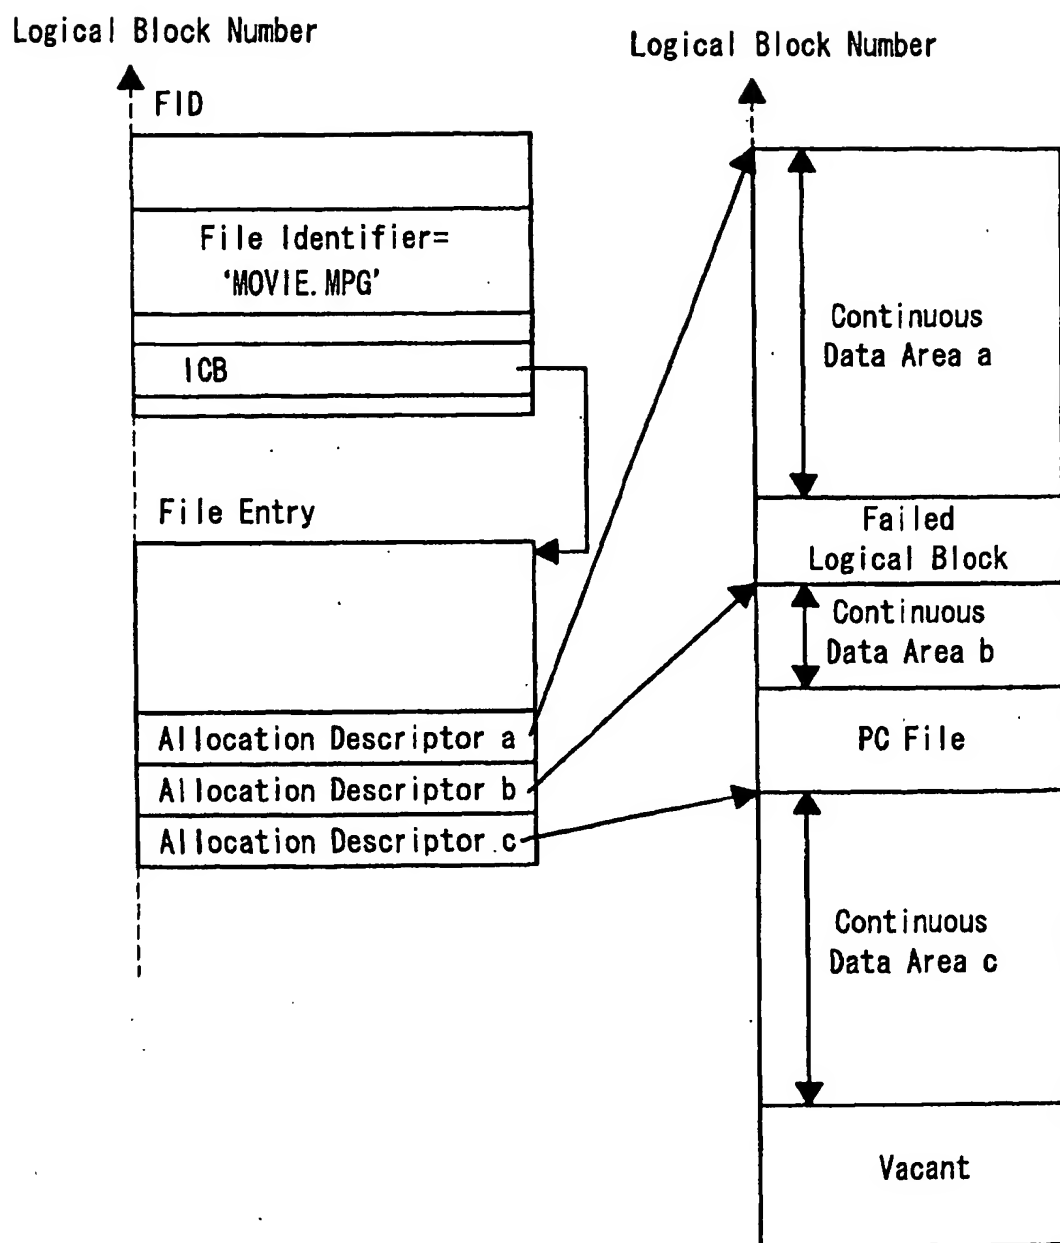 Logical Block Number
FID
File Identifier=
‘MOVIE.MPG’
ICB
File Entry
Allocation Descriptor a
Allocation Descriptor b
Allocation Descriptor c
Logical Block Number
Continuous
Data Area a
Failed
Logical Block
Continuous
Data Area b
PC File
Continuous
Data Area c
Vacant